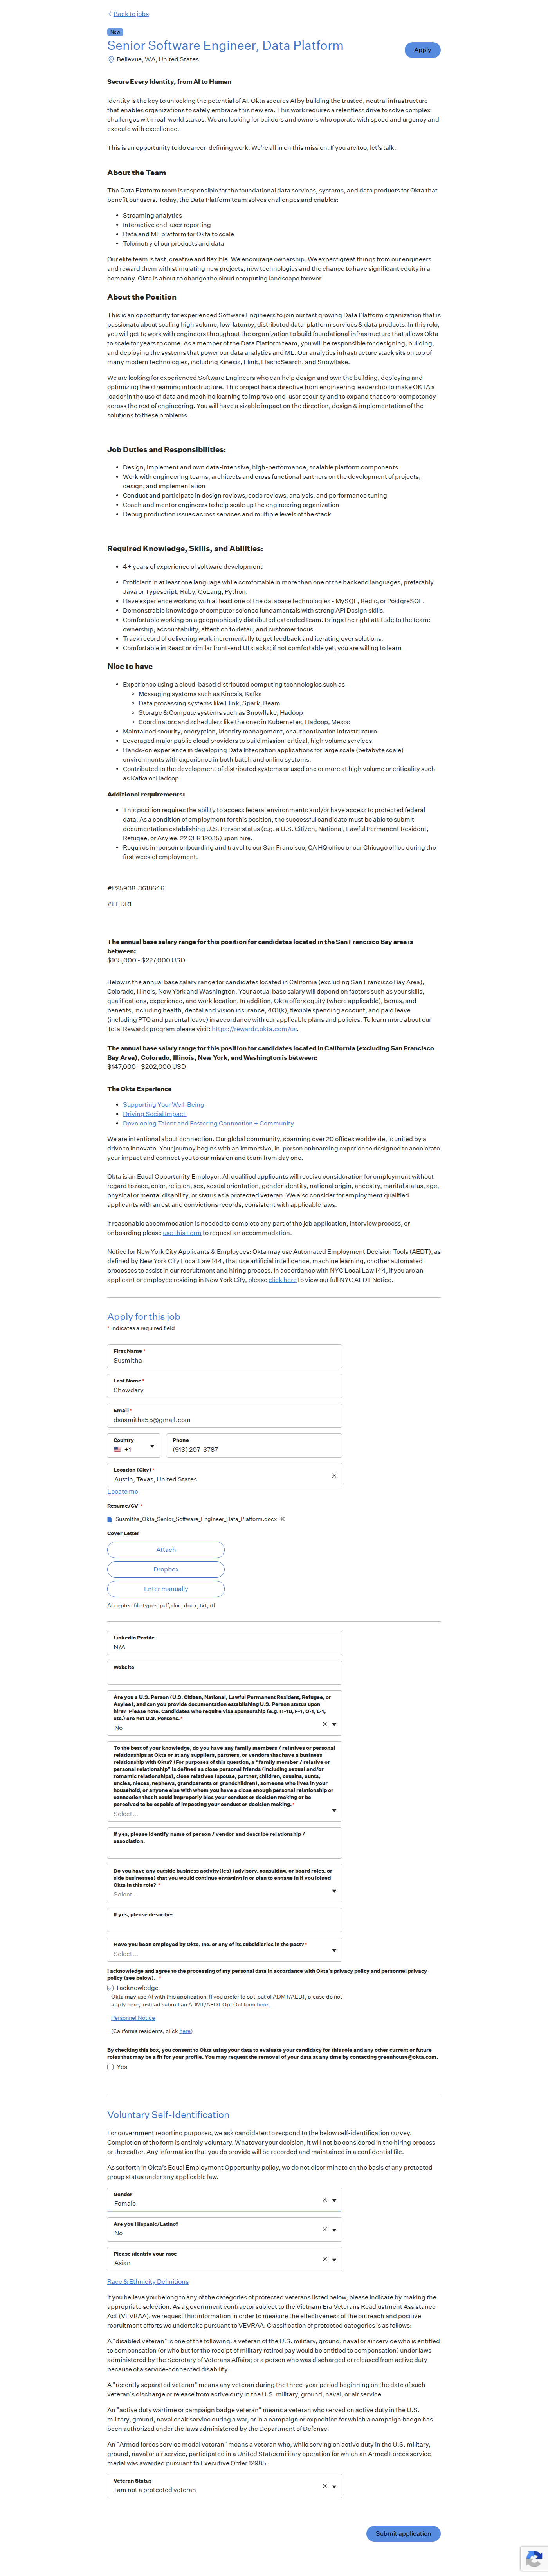 Back to jobs
New
Senior Software Engineer, Data Platform
Apply
Bellevue, WA, United States
Secure Every Identity, from AI to Human
Identity is the key to unlocking the potential of AI. Okta secures AI by building the trusted, neutral infrastructure
that enables organizations to safely embrace this new era. This work requires a relentless drive to solve complex
challenges with real-world stakes. We are looking for builders and owners who operate with speed and urgency and
execute with excellence.
This is an opportunity to do career-defining work. We're all in on this mission. If you are too, let's talk.
About the Team
The Data Platform team is responsible for the foundational data services, systems, and data products for Okta that
benefit our users. Today, the Data Platform team solves challenges and enables:
• Streaming analytics
• Interactive end-user reporting
• Data and ML platform for Okta to scale
• Telemetry of our products and data
Our elite team is fast, creative and flexible. We encourage ownership. We expect great things from our engineers
and reward them with stimulating new projects, new technologies and the chance to have significant equity in a
company. Okta is about to change the cloud computing landscape forever.
About the Position
This is an opportunity for experienced Software Engineers to join our fast growing Data Platform organization that is
passionate about scaling high volume, low-latency, distributed data-platform services & data products. In this role,
you will get to work with engineers throughout the organization to build foundational infrastructure that allows Okta
to scale for years to come. As a member of the Data Platform team, you will be responsible for designing, building,
and deploying the systems that power our data analytics and ML. Our analytics infrastructure stack sits on top of
many modern technologies, including Kinesis, Flink, ElasticSearch, and Snowflake.
We are looking for experienced Software Engineers who can help design and own the building, deploying and
optimizing the streaming infrastructure. This project has a directive from engineering leadership to make OKTA a
leader in the use of data and machine learning to improve end-user security and to expand that core-competency
across the rest of engineering. You will have a sizable impact on the direction, design & implementation of the
solutions to these problems.
Job Duties and Responsibilities:
• Design, implement and own data-intensive, high-performance, scalable platform components
• Work with engineering teams, architects and cross functional partners on the development of projects,
design, and implementation
• Conduct and participate in design reviews, code reviews, analysis, and performance tuning
• Coach and mentor engineers to help scale up the engineering organization
• Debug production issues across services and multiple levels of the stack
Required Knowledge, Skills, and Abilities:
• 4+ years of experience of software development
• Proficient in at least one language while comfortable in more than one of the backend languages, preferably
Java or Typescript, Ruby, GoLang, Python.
• Have experience working with at least one of the database technologies - MySQL, Redis, or PostgreSQL.
• Demonstrable knowledge of computer science fundamentals with strong API Design skills.
• Comfortable working on a geographically distributed extended team. Brings the right attitude to the team:
ownership, accountability, attention to detail, and customer focus.
• Track record of delivering work incrementally to get feedback and iterating over solutions.
• Comfortable in React or similar front-end UI stacks; if not comfortable yet, you are willing to learn
Nice to have
• Experience using a cloud-based distributed computing technologies such as
◦ Messaging systems such as Kinesis, Kafka
◦ Data processing systems like Flink, Spark, Beam
◦ Storage & Compute systems such as Snowflake, Hadoop
◦ Coordinators and schedulers like the ones in Kubernetes, Hadoop, Mesos
• Maintained security, encryption, identity management, or authentication infrastructure
• Leveraged major public cloud providers to build mission-critical, high volume services
• Hands-on experience in developing Data Integration applications for large scale (petabyte scale)
environments with experience in both batch and online systems.
• Contributed to the development of distributed systems or used one or more at high volume or criticality such
as Kafka or Hadoop
Additional requirements:
• This position requires the ability to access federal environments and/or have access to protected federal
data. As a condition of employment for this position, the successful candidate must be able to submit
documentation establishing U.S. Person status (e.g. a U.S. Citizen, National, Lawful Permanent Resident,
Refugee, or Asylee. 22 CFR 120.15) upon hire.
• Requires in-person onboarding and travel to our San Francisco, CA HQ office or our Chicago office during the
first week of employment.
#P25908_3618646
#LI-DR1
The annual base salary range for this position for candidates located in the San Francisco Bay area is
between:
$165,000 - $227,000 USD
Below is the annual base salary range for candidates located in California (excluding San Francisco Bay Area),
Colorado, Illinois, New York and Washington. Your actual base salary will depend on factors such as your skills,
qualifications, experience, and work location. In addition, Okta offers equity (where applicable), bonus, and
benefits, including health, dental and vision insurance, 401(k), flexible spending account, and paid leave
(including PTO and parental leave) in accordance with our applicable plans and policies. To learn more about our
Total Rewards program please visit: https://rewards.okta.com/us.
The annual base salary range for this position for candidates located in California (excluding San Francisco
Bay Area), Colorado, Illinois, New York, and Washington is between:
$147,000 - $202,000 USD
The Okta Experience
• Supporting Your Well-Being
• Driving Social Impact
• Developing Talent and Fostering Connection + Community
We are intentional about connection. Our global community, spanning over 20 offices worldwide, is united by a
drive to innovate. Your journey begins with an immersive, in-person onboarding experience designed to accelerate
your impact and connect you to our mission and team from day one.
Okta is an Equal Opportunity Employer. All qualified applicants will receive consideration for employment without
regard to race, color, religion, sex, sexual orientation, gender identity, national origin, ancestry, marital status, age,
physical or mental disability, or status as a protected veteran. We also consider for employment qualified
applicants with arrest and convictions records, consistent with applicable laws.
If reasonable accommodation is needed to complete any part of the job application, interview process, or
onboarding please use this Form to request an accommodation.
Notice for New York City Applicants & Employees: Okta may use Automated Employment Decision Tools (AEDT), as
defined by New York City Local Law 144, that use artificial intelligence, machine learning, or other automated
processes to assist in our recruitment and hiring process. In accordance with NYC Local Law 144, if you are an
applicant or employee residing in New York City, please click here to view our full NYC AEDT Notice.
Apply for this job
* indicates a required field
First Name *
Susmitha
Last Name *
Chowdary
Email *
dsusmitha55@gmail.com
Country
+1
Phone
(913) 207-3787
Location (City) *
Austin, Texas, United States
Locate me
Resume/CV *
Susmitha_Okta_Senior_Software_Engineer_Data_Platform.docx
Cover Letter
Attach
Dropbox
Enter manually
Accepted file types: pdf, doc, docx, txt, rtf
LinkedIn Profile
N/A
Website
Are you a U.S. Person (U.S. Citizen, National, Lawful Permanent Resident, Refugee, or
Asylee), and can you provide documentation establishing U.S. Person status upon
hire? Please note: Candidates who require visa sponsorship (e.g. H-1B, F-1, O-1, L-1,
etc.) are not U.S. Persons. *
No
To the best of your knowledge, do you have any family members / relatives or personal
relationships at Okta or at any suppliers, partners, or vendors that have a business
relationship with Okta? (For purposes of this question, a "family member / relative or
personal relationship" is defined as close personal friends (including sexual and/or
romantic relationships), close relatives (spouse, partner, children, cousins, aunts,
uncles, nieces, nephews, grandparents or grandchildren), someone who lives in your
household, or anyone else with whom you have a close enough personal relationship or
connection that it could improperly bias your conduct or decision making or be
perceived to be capable of impacting your conduct or decision making. *
Select...
If yes, please identify name of person / vendor and describe relationship /
association:
Do you have any outside business activity(ies) (advisory, consulting, or board roles, or
side businesses) that you would continue engaging in or plan to engage in if you joined
Okta in this role? *
Select...
If yes, please describe:
Have you been employed by Okta, Inc. or any of its subsidiaries in the past? *
Select...
I acknowledge and agree to the processing of my personal data in accordance with Okta's privacy policy and personnel privacy
policy (see below). *
I acknowledge
Okta may use AI with this application. If you prefer to opt-out of ADMT/AEDT, please do not
apply here; instead submit an ADMT/AEDT Opt Out form here.
Personnel Notice
(California residents, click here)
By checking this box, you consent to Okta using your data to evaluate your candidacy for this role and any other current or future
roles that may be a fit for your profile. You may request the removal of your data at any time by contacting greenhouse@okta.com.
Yes
Voluntary Self-Identification
For government reporting purposes, we ask candidates to respond to the below self-identification survey.
Completion of the form is entirely voluntary. Whatever your decision, it will not be considered in the hiring process
or thereafter. Any information that you do provide will be recorded and maintained in a confidential file.
As set forth in Okta's Equal Employment Opportunity policy, we do not discriminate on the basis of any protected
group status under any applicable law.
Gender
Female
Are you Hispanic/Latino?
No
Please identify your race
Asian
Race & Ethnicity Definitions
If you believe you belong to any of the categories of protected veterans listed below, please indicate by making the
appropriate selection. As a government contractor subject to the Vietnam Era Veterans Readjustment Assistance
Act (VEVRAA), we request this information in order to measure the effectiveness of the outreach and positive
recruitment efforts we undertake pursuant to VEVRAA. Classification of protected categories is as follows:
A "disabled veteran" is one of the following: a veteran of the U.S. military, ground, naval or air service who is entitled
to compensation (or who but for the receipt of military retired pay would be entitled to compensation) under laws
administered by the Secretary of Veterans Affairs; or a person who was discharged or released from active duty
because of a service-connected disability.
A "recently separated veteran" means any veteran during the three-year period beginning on the date of such
veteran's discharge or release from active duty in the U.S. military, ground, naval, or air service.
An "active duty wartime or campaign badge veteran" means a veteran who served on active duty in the U.S.
military, ground, naval or air service during a war, or in a campaign or expedition for which a campaign badge has
been authorized under the laws administered by the Department of Defense.
An "Armed forces service medal veteran" means a veteran who, while serving on active duty in the U.S. military,
ground, naval or air service, participated in a United States military operation for which an Armed Forces service
medal was awarded pursuant to Executive Order 12985.
Veteran Status
I am not a protected veteran
Submit application